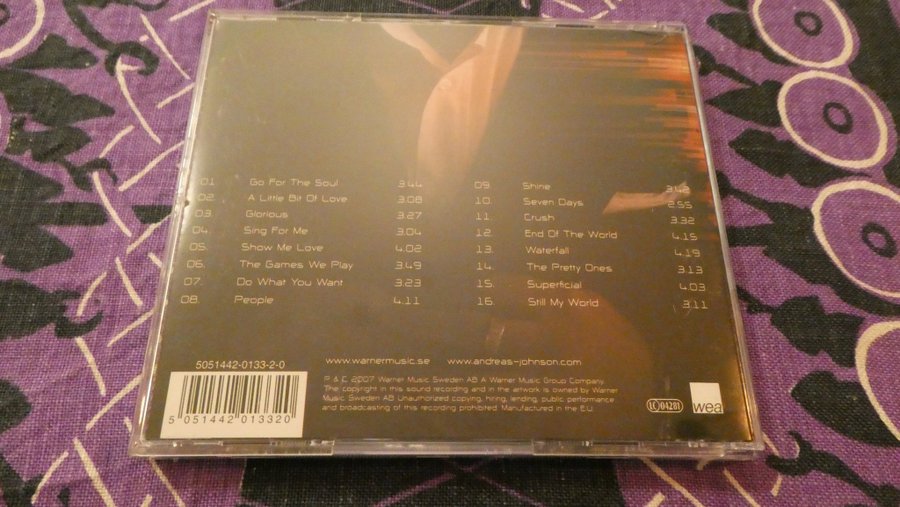 01. Go For The Soul 3.44
02. A Little Bit Of Love 3.08
03. Glorious 3.27
04. Sing For Me 3.04
05. Show Me Love 4.02
06. The Games We Play 3.49
07. Do What You Want 3.23
08. People 4.11
09. Shine 3.42
10. Seven Days 2.55
11. Crush 3.32
12. End Of The World 4.15
13. Waterfall 4.19
14. The Pretty Ones 3.13
15. Superficial 4.03
16. Still My World 3.11
www.warnermusic.se www.andreas-johnson.com
5051442-0133-2-0
5 051442 013320
P & C 2007 Warner Music Sweden AB A Warner Music Group Company.
The copyright in this sound recording and in the artwork is owned by Warner
Music Sweden AB. Unauthorized copying, hiring, lending, public performance
and broadcasting of this recording prohibited. Manufactured in the E.U.
LC 04281
wea